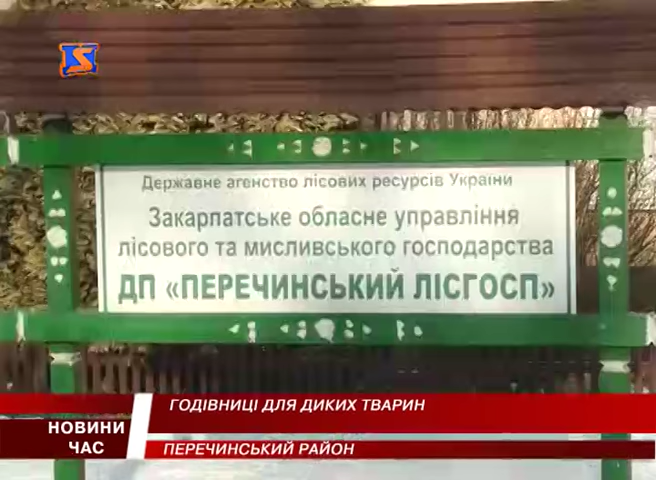 S
Державне агенство лісових ресурсів України
Закарпатське обласне управління
лісового та мисливського господарства
ДП «ПЕРЕЧИНСЬКИЙ ЛІСГОСП»
ГОДІВНИЦІ ДЛЯ ДИКИХ ТВАРИН
НОВИНИ
ЧАС
ПЕРЕЧИНСЬКИЙ РАЙОН